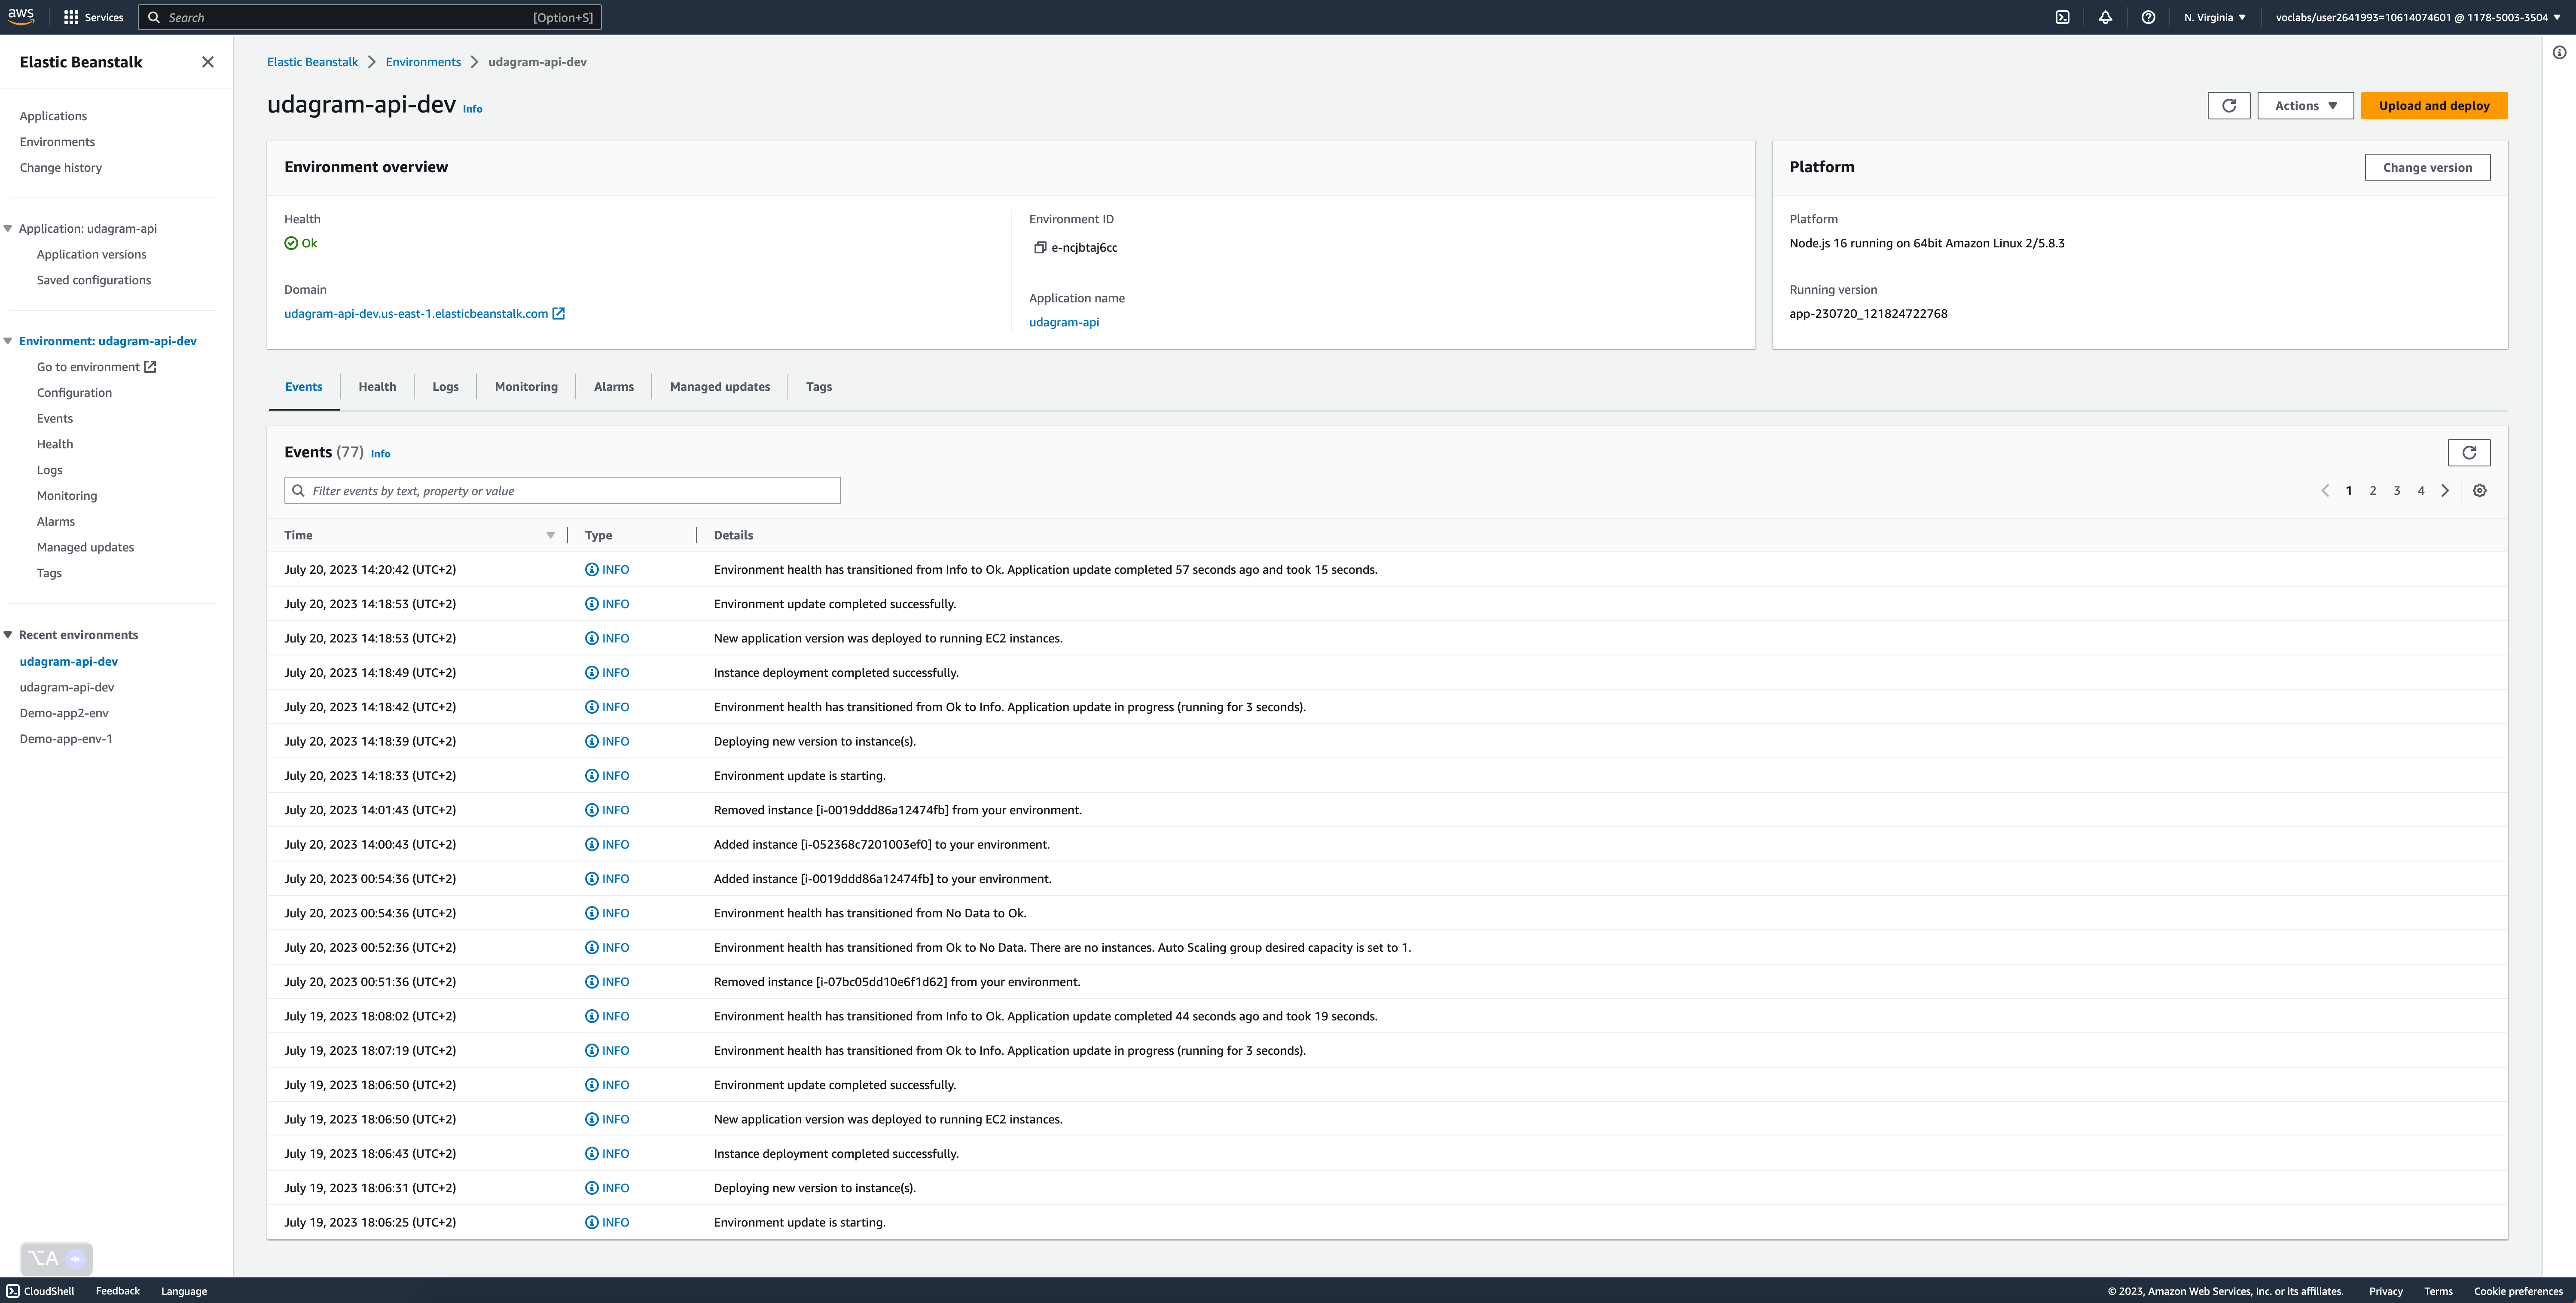 aws Services Search [Option+S] N. Virginia voclabs/user2641993=10614074601 @ 1178-5003-3504
Elastic Beanstalk
Applications
Environments
Change history
Application: udagram-api
Application versions
Saved configurations
Environment: udagram-api-dev
Go to environment
Configuration
Events
Health
Logs
Monitoring
Alarms
Managed updates
Tags
Recent environments
udagram-api-dev
udagram-api-dev
Demo-app2-env
Demo-app-env-1
Elastic Beanstalk Environments udagram-api-dev
udagram-api-dev Info
Actions Upload and deploy
Environment overview
Health
Ok
Domain
udagram-api-dev.us-east-1.elasticbeanstalk.com
Environment ID
e-ncjbtaj6cc
Application name
udagram-api
Platform Change version
Platform
Node.js 16 running on 64bit Amazon Linux 2/5.8.3
Running version
app-230720_121824722768
Events Health Logs Monitoring Alarms Managed updates Tags
Events (77) Info
Filter events by text, property or value 1 2 3 4
Time Type Details
July 20, 2023 14:20:42 (UTC+2) INFO Environment health has transitioned from Info to Ok. Application update completed 57 seconds ago and took 15 seconds.
July 20, 2023 14:18:53 (UTC+2) INFO Environment update completed successfully.
July 20, 2023 14:18:53 (UTC+2) INFO New application version was deployed to running EC2 instances.
July 20, 2023 14:18:49 (UTC+2) INFO Instance deployment completed successfully.
July 20, 2023 14:18:42 (UTC+2) INFO Environment health has transitioned from Ok to Info. Application update in progress (running for 3 seconds).
July 20, 2023 14:18:39 (UTC+2) INFO Deploying new version to instance(s).
July 20, 2023 14:18:33 (UTC+2) INFO Environment update is starting.
July 20, 2023 14:01:43 (UTC+2) INFO Removed instance [i-0019ddd86a12474fb] from your environment.
July 20, 2023 14:00:43 (UTC+2) INFO Added instance [i-052368c7201003ef0] to your environment.
July 20, 2023 00:54:36 (UTC+2) INFO Added instance [i-0019ddd86a12474fb] to your environment.
July 20, 2023 00:54:36 (UTC+2) INFO Environment health has transitioned from No Data to Ok.
July 20, 2023 00:52:36 (UTC+2) INFO Environment health has transitioned from Ok to No Data. There are no instances. Auto Scaling group desired capacity is set to 1.
July 20, 2023 00:51:36 (UTC+2) INFO Removed instance [i-07bc05dd10e6f1d62] from your environment.
July 19, 2023 18:08:02 (UTC+2) INFO Environment health has transitioned from Info to Ok. Application update completed 44 seconds ago and took 19 seconds.
July 19, 2023 18:07:19 (UTC+2) INFO Environment health has transitioned from Ok to Info. Application update in progress (running for 3 seconds).
July 19, 2023 18:06:50 (UTC+2) INFO Environment update completed successfully.
July 19, 2023 18:06:50 (UTC+2) INFO New application version was deployed to running EC2 instances.
July 19, 2023 18:06:43 (UTC+2) INFO Instance deployment completed successfully.
July 19, 2023 18:06:31 (UTC+2) INFO Deploying new version to instance(s).
July 19, 2023 18:06:25 (UTC+2) INFO Environment update is starting.
⌥A
CloudShell Feedback Language © 2023, Amazon Web Services, Inc. or its affiliates. Privacy Terms Cookie preferences